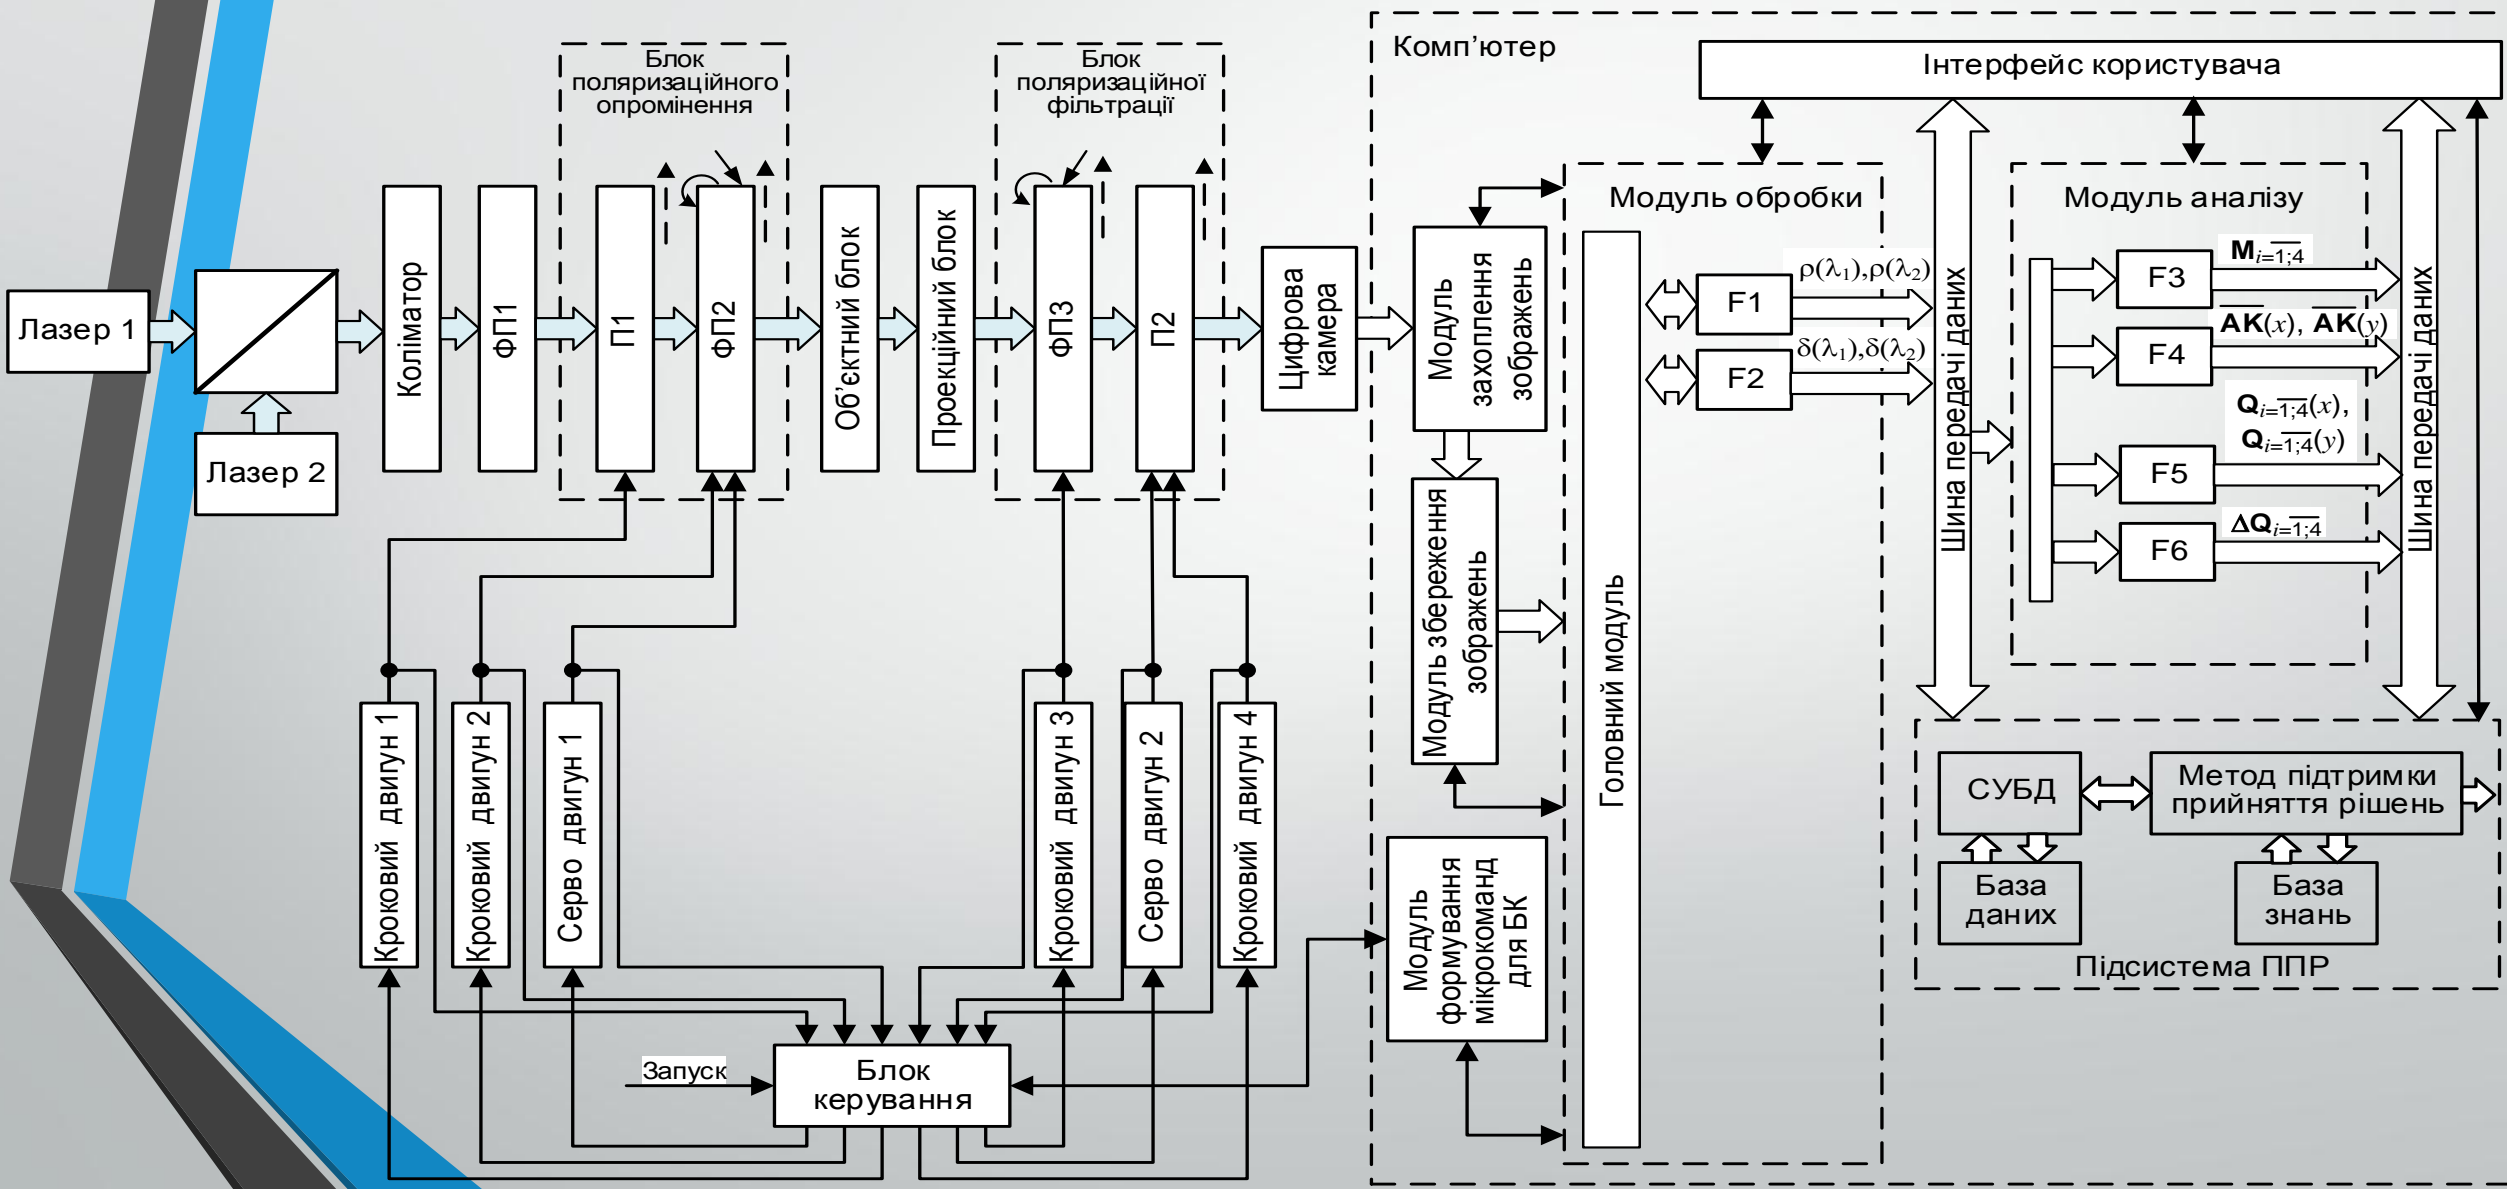 Блок
поляризаційного
опромінення
Блок
поляризаційної
фільтрації
Лазер 1
Лазер 2
Коліматор
ФП1
П1
ФП2
Об'єктний блок
Проекційний блок
ФП3
П2
Цифрова
камера
Кроковий двигун 1
Кроковий двигун 2
Серво двигун 1
Кроковий двигун 3
Серво двигун 2
Кроковий двигун 4
Запуск
Блок
керування
Комп'ютер
Інтерфейс користувача
Модуль
захоплення
зображень
Модуль збереження
зображень
Модуль
формування
мікрокоманд
для БК
Модуль обробки
Головний модуль
F1
ρ(λ₁),ρ(λ₂)
F2
δ(λ₁),δ(λ₂)
Шина передачі даних
Модуль аналізу
F3
M i=1;4
F4
AK(x), AK(y)
F5
Q i=1;4(x),
Q i=1;4(y)
F6
ΔQ i=1;4
Шина передачі даних
СУБД
Метод підтримки
прийняття рішень
База
даних
База
знань
Підсистема ППР